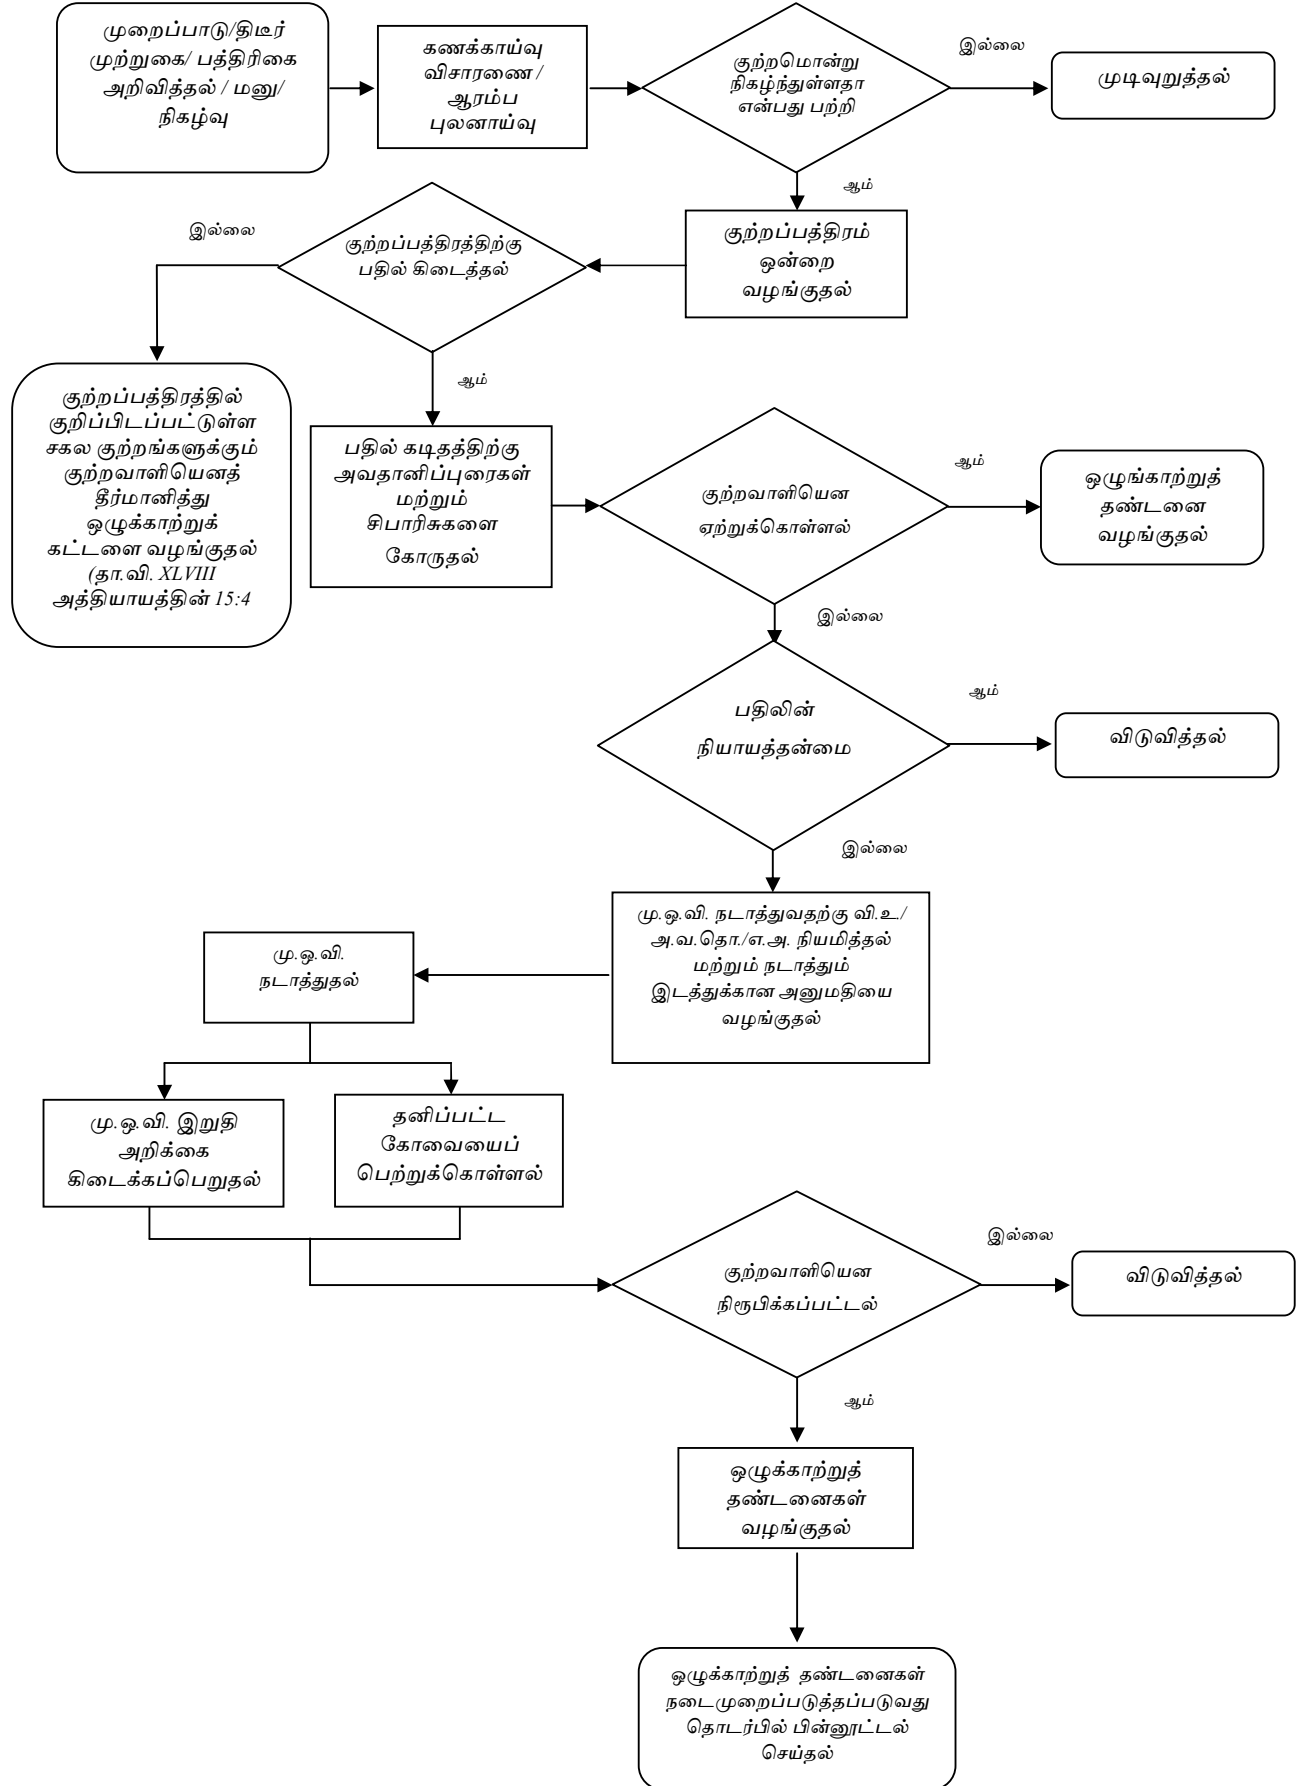 முறைப்பாடு/திடீர்
முற்றுகை/ பத்திரிகை
அறிவித்தல் / மனு/
நிகழ்வு
கணக்காய்வு
விசாரணை /
ஆரம்ப
புலனாய்வு
குற்றமொன்று
நிகழ்ந்துள்ளதா
என்பது பற்றி
இல்லை
முடிவுறுத்தல்
ஆம்
குற்றப்பத்திரம்
ஒன்றை
வழங்குதல்
குற்றப்பத்திரத்திற்கு
பதில் கிடைத்தல்
இல்லை
குற்றப்பத்திரத்தில்
குறிப்பிடப்பட்டுள்ள
சகல குற்றங்களுக்கும்
குற்றவாளியெனத்
தீர்மானித்து
ஒழுக்காற்றுக்
கட்டளை வழங்குதல்
(தா.வி. XLVIII
அத்தியாயத்தின் 15:4
ஆம்
பதில் கடிதத்திற்கு
அவதானிப்புரைகள்
மற்றும்
சிபாரிசுகளை
கோருதல்
குற்றவாளியென
ஏற்றுக்கொள்ளல்
ஆம்
ஒழுங்காற்றுத்
தண்டனை
வழங்குதல்
இல்லை
பதிலின்
நியாயத்தன்மை
ஆம்
விடுவித்தல்
இல்லை
மு.ஒ.வி. நடாத்துவதற்கு வி.உ./
அ.வ.தொ./எ.அ. நியமித்தல்
மற்றும் நடாத்தும்
இடத்துக்கான அனுமதியை
வழங்குதல்
மு.ஒ.வி.
நடாத்துதல்
மு.ஒ.வி. இறுதி
அறிக்கை
கிடைக்கப்பெறுதல்
தனிப்பட்ட
கோவையைப்
பெற்றுக்கொள்ளல்
குற்றவாளியென
நிரூபிக்கப்பட்டல்
இல்லை
விடுவித்தல்
ஆம்
ஒழுக்காற்றுத்
தண்டனைகள்
வழங்குதல்
ஒழுக்காற்றுத் தண்டனைகள்
நடைமுறைப்படுத்தப்படுவது
தொடர்பில் பின்னூட்டல்
செய்தல்